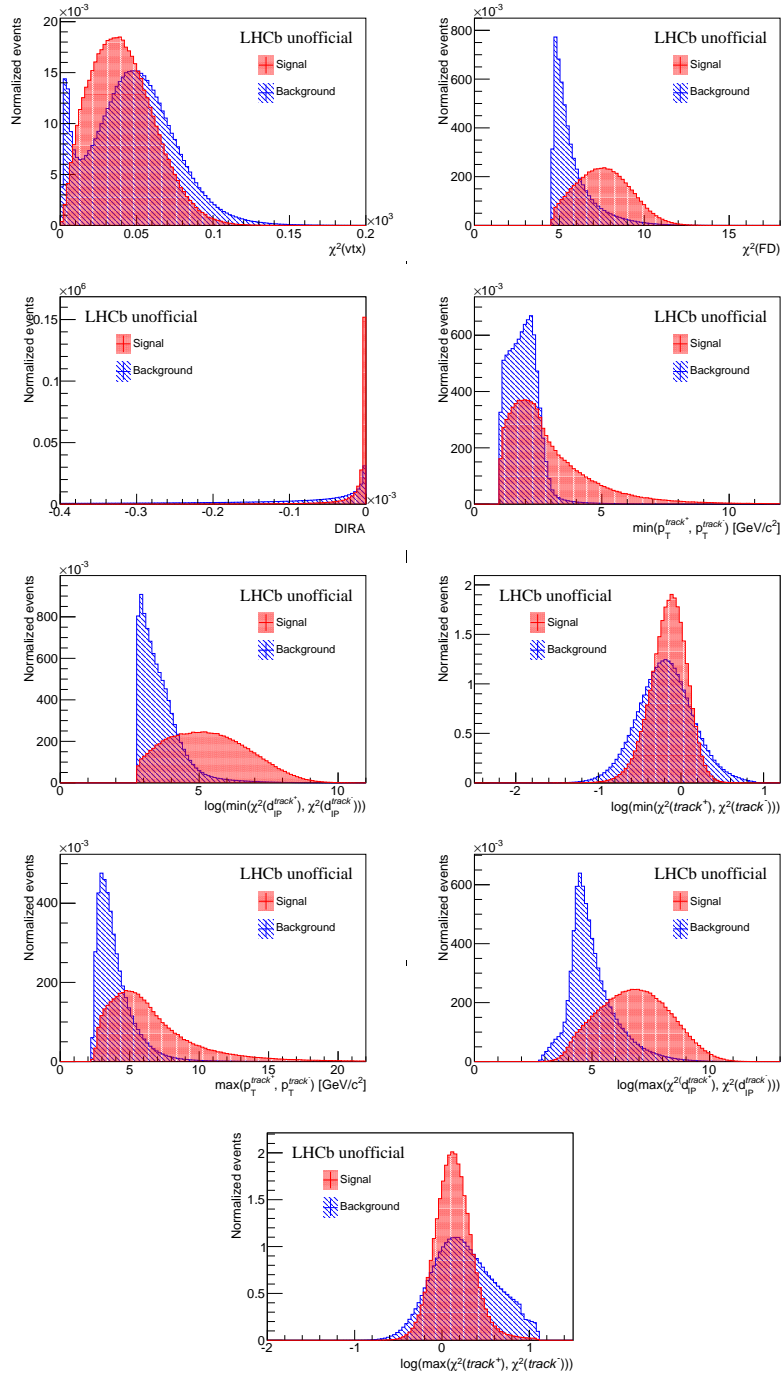 ×10⁻³
20
15
10
5
0
Normalized events
LHCb unofficial
Signal
Background
0 0.05 0.1 0.15 0.2
×10⁻³
χ²(vtx)
×10⁻³
800
600
400
200
0
Normalized events
LHCb unofficial
Signal
Background
0 5 10 15
χ²(FD)
×10⁶
0.15
0.1
0.05
0
Normalized events
LHCb unofficial
Signal
Background
-0.4 -0.3 -0.2 -0.1 0
×10⁻³
DIRA
×10⁻³
600
400
200
0
Normalized events
LHCb unofficial
Signal
Background
0 5 10
min(p_T^{track⁺}, p_T^{track⁻}) [GeV/c²]
×10⁻³
800
600
400
200
0
Normalized events
LHCb unofficial
Signal
Background
0 5 10
log(min(χ²(d_IP^{track⁺}), χ²(d_IP^{track⁻})))
2
1.5
1
0.5
0
Normalized events
LHCb unofficial
Signal
Background
-2 -1 0 1
log(min(χ²(track⁺), χ²(track⁻)))
×10⁻³
400
200
0
Normalized events
LHCb unofficial
Signal
Background
0 5 10 15 20
max(p_T^{track⁺}, p_T^{track⁻}) [GeV/c²]
×10⁻³
600
400
200
0
Normalized events
LHCb unofficial
Signal
Background
0 5 10
log(max(χ²(d_IP^{track⁺}), χ²(d_IP^{track⁻})))
2
1.5
1
0.5
0
Normalized events
LHCb unofficial
Signal
Background
-2 -1 0 1
log(max(χ²(track⁺), χ²(track⁻)))